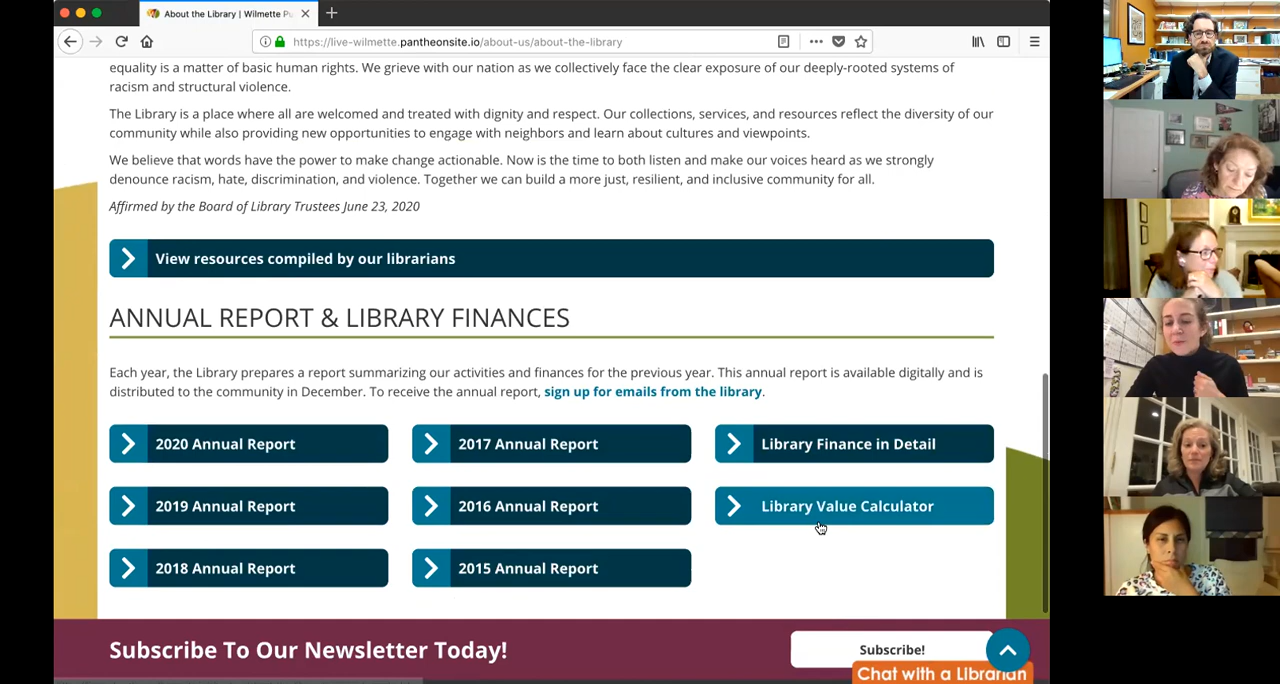 About the Library | Wilmette Pu
https://live-wilmette.pantheonsite.io/about-us/about-the-library
equality is a matter of basic human rights. We grieve with our nation as we collectively face the clear exposure of our deeply-rooted systems of
racism and structural violence.
The Library is a place where all are welcomed and treated with dignity and respect. Our collections, services, and resources reflect the diversity of our
community while also providing new opportunities to engage with neighbors and learn about cultures and viewpoints.
We believe that words have the power to make change actionable. Now is the time to both listen and make our voices heard as we strongly
denounce racism, hate, discrimination, and violence. Together we can build a more just, resilient, and inclusive community for all.
Affirmed by the Board of Library Trustees June 23, 2020
View resources compiled by our librarians
ANNUAL REPORT & LIBRARY FINANCES
Each year, the Library prepares a report summarizing our activities and finances for the previous year. This annual report is available digitally and is
distributed to the community in December. To receive the annual report, sign up for emails from the library.
2020 Annual Report
2017 Annual Report
Library Finance in Detail
2019 Annual Report
2016 Annual Report
Library Value Calculator
2018 Annual Report
2015 Annual Report
Subscribe To Our Newsletter Today!
Subscribe!
Chat with a Librarian